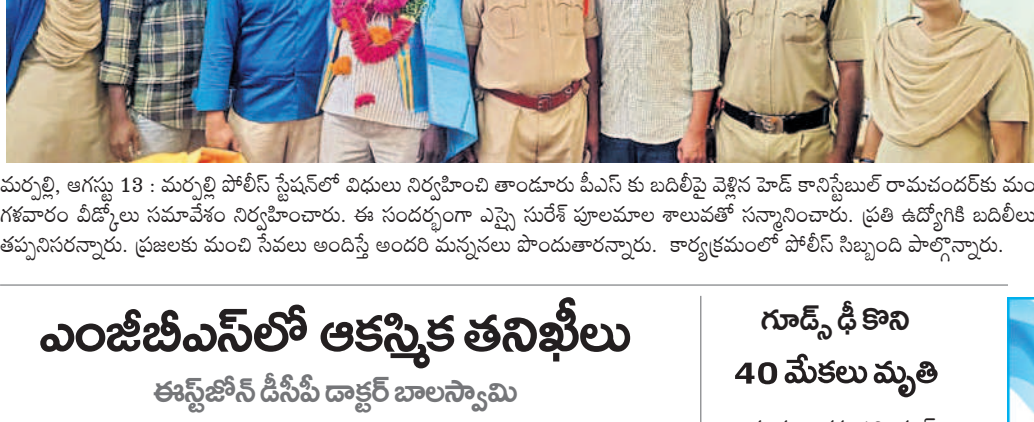 మర్పల్లి, ఆగస్టు 13 : మర్పల్లి పోలీస్ స్టేషన్‌లో విధులు నిర్వహించి తాండూరు పీఎస్ కు బదిలీపై వెళ్లిన హెడ్ కానిస్టేబుల్ రామచందర్‌కు మం
గళవారం వీడ్కోలు సమావేశం నిర్వహించారు. ఈ సందర్భంగా ఎస్సై సురేశ్ పూలమాల శాలువతో సన్మానించారు. ప్రతి ఉద్యోగికి బదిలీలు
తప్పనిసరన్నారు. ప్రజలకు మంచి సేవలు అందిస్తే అందరి మన్ననలు పొందుతారన్నారు. కార్యక్రమంలో పోలీస్ సిబ్బంది పాల్గొన్నారు.
ఎంజీబీఎస్‌లో ఆకస్మిక తనిఖీలు
ఈస్ట్‌జోన్ డీసీపీ డాక్టర్ బాలస్వామి
గూడ్స్ ఢీ కొని
40 మేకలు మృతి